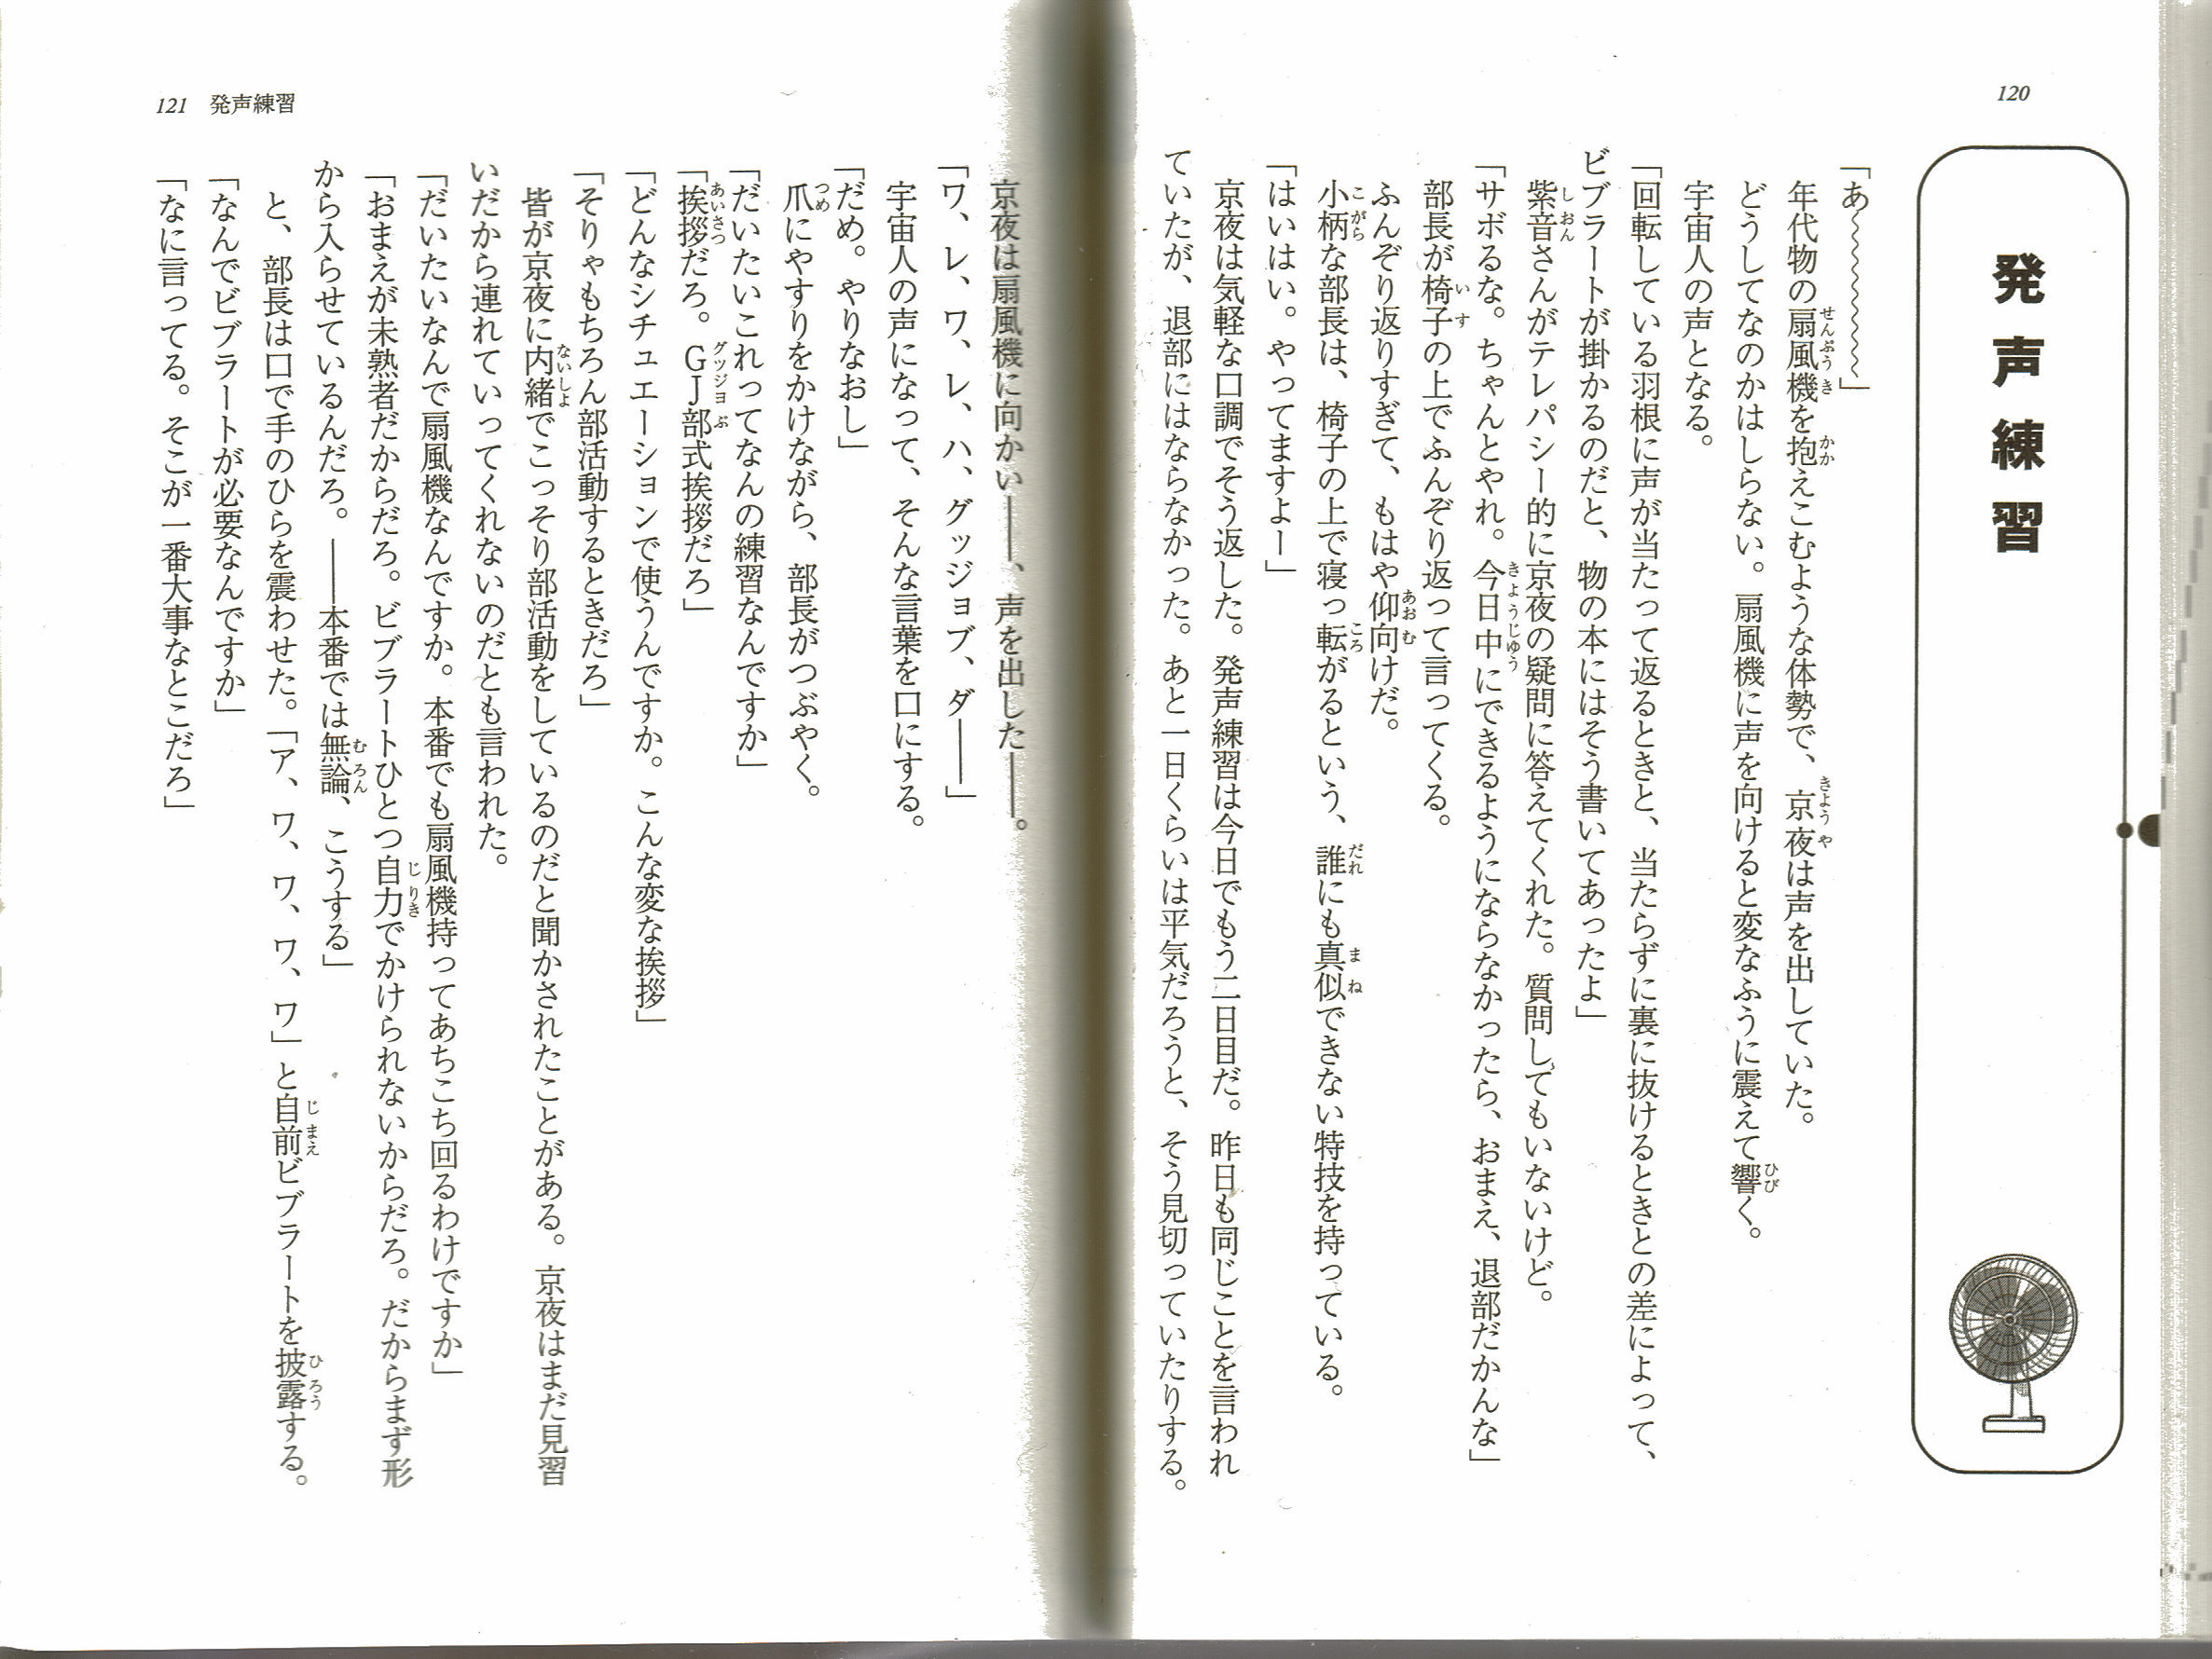 120
発声練習
「あ〜〜〜〜〜〜〜」
年代物の扇風機を抱えこむような体勢で、京夜は声を出していた。
どうしてなのかはしらない。扇風機に声を向けると変なふうに震えて響く。
宇宙人の声となる。
「回転している羽根に声が当たって返るときと、当たらずに裏に抜けるときとの差によって、
ビブラートが掛かるのだと、物の本にはそう書いてあったよ」
紫音さんがテレパシー的に京夜の疑問に答えてくれた。質問してもいないけど。
「サボるな。ちゃんとやれ。今日中にできるようにならなかったら、おまえ、退部だかんな」
部長が椅子の上でふんぞり返って言ってくる。
ふんぞり返りすぎて、もはや仰向けだ。
小柄な部長は、椅子の上で寝っ転がるという、誰にも真似できない特技を持っている。
「はいはい。やってますよー」
京夜は気軽な口調でそう返した。発声練習は今日でもう二日目だ。昨日も同じことを言われ
ていたが、退部にはならなかった。あと一日くらいは平気だろうと、そう見切っていたりする。
121 発声練習
京夜は扇風機に向かい――、声を出した――。
「ワ、レ、ワ、レ、ハ、グッジョブ、ダ――」
宇宙人の声になって、そんな言葉を口にする。
「だめ。やりなおし」
爪にやすりをかけながら、部長がつぶやく。
「だいたいこれってなんの練習なんですか」
「挨拶だろ。ＧＪ部式挨拶だろ」
「どんなシチュエーションで使うんですか。こんな変な挨拶」
「そりゃもちろん部活動するときだろ」
皆が京夜に内緒でこっそり部活動をしているのだと聞かされたことがある。京夜はまだ見習
いだから連れていってくれないのだとも言われた。
「だいたいなんで扇風機なんですか。本番でも扇風機持ってあちこち回るわけですか」
「おまえが未熟者だからだろ。ビブラートひとつ自力でかけられないからだろ。だからまず形
から入らせているんだろ。――本番では無論、こうする」
と、部長は口で手のひらを震わせた。「ア、ワ、ワ、ワ、ワ」と自前ビブラートを披露する。
「なんでビブラートが必要なんですか」
「なに言ってる。そこが一番大事なとこだろ」